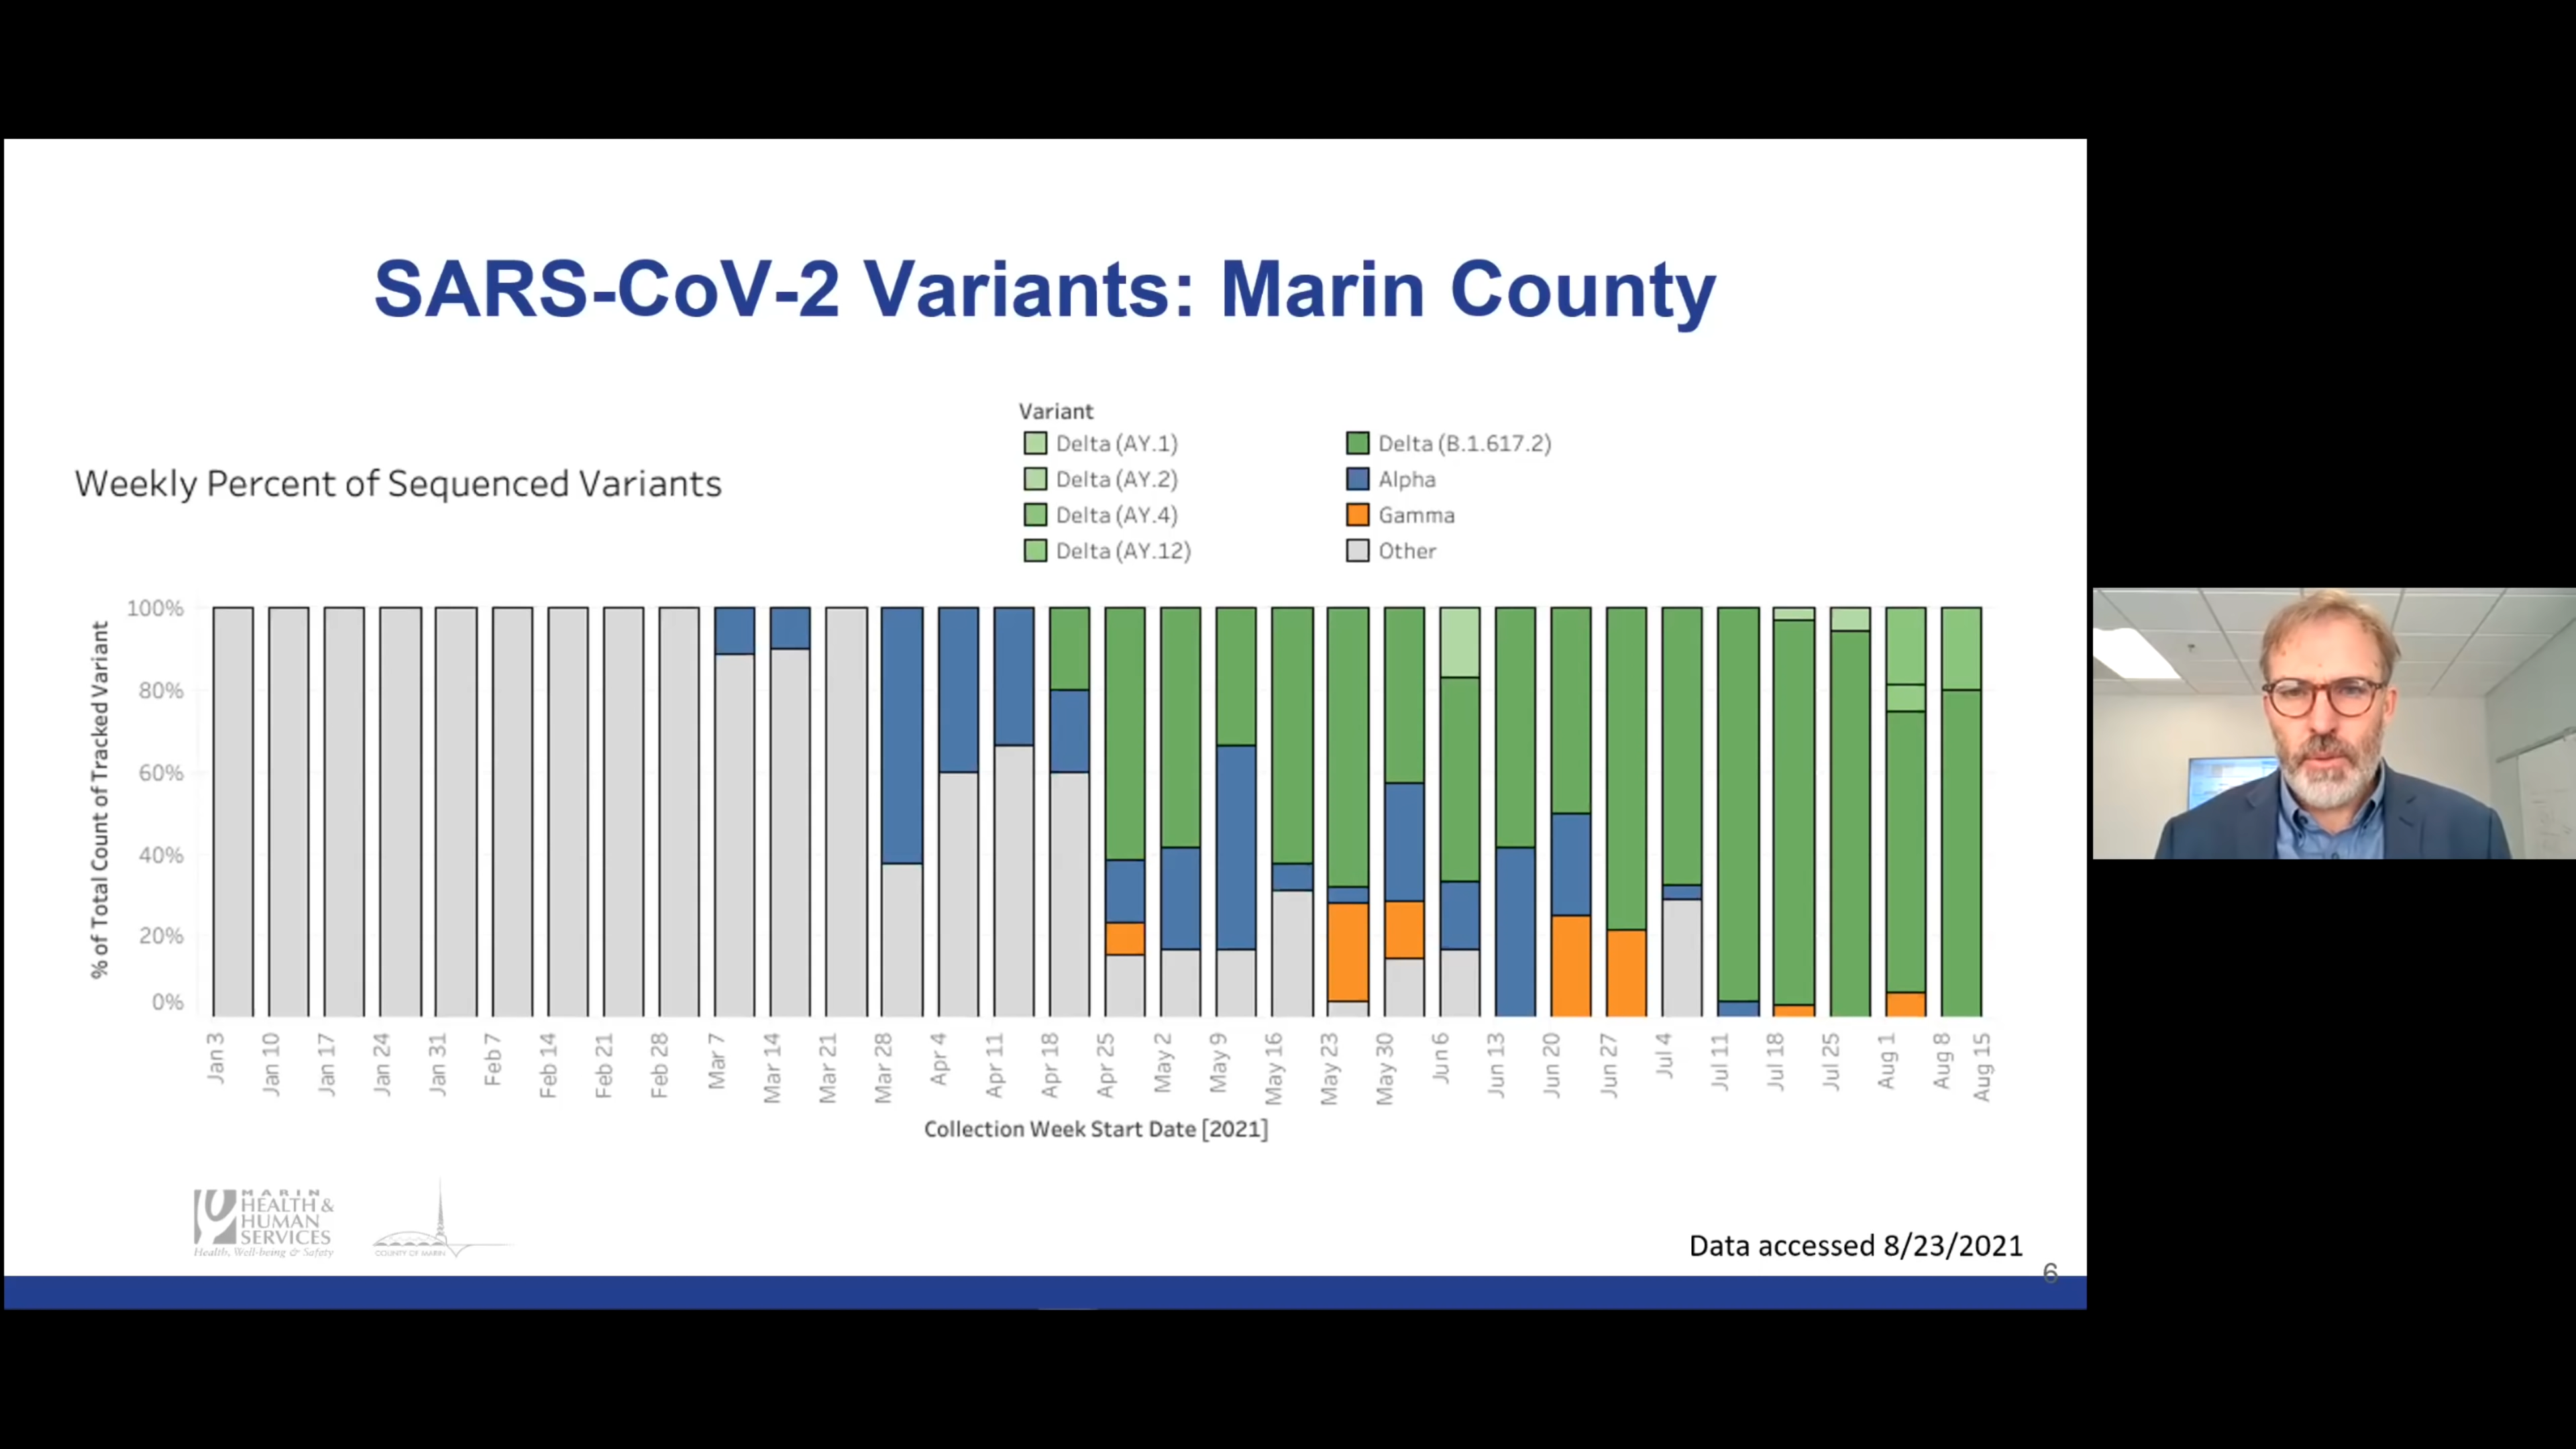 SARS-CoV-2 Variants: Marin County
Variant
Delta (AY.1)
Delta (AY.2)
Delta (AY.4)
Delta (AY.12)
Delta (B.1.617.2)
Alpha
Gamma
Other
Weekly Percent of Sequenced Variants
% of Total Count of Tracked Variant
100%
80%
60%
40%
20%
0%
Jan 3
Jan 10
Jan 17
Jan 24
Jan 31
Feb 7
Feb 14
Feb 21
Feb 28
Mar 7
Mar 14
Mar 21
Mar 28
Apr 4
Apr 11
Apr 18
Apr 25
May 2
May 9
May 16
May 23
May 30
Jun 6
Jun 13
Jun 20
Jun 27
Jul 4
Jul 11
Jul 18
Jul 25
Aug 1
Aug 8
Aug 15
Collection Week Start Date [2021]
MARIN
HEALTH &
HUMAN
SERVICES
Health, Well-being & Safety
COUNTY OF MARIN
Data accessed 8/23/2021
6